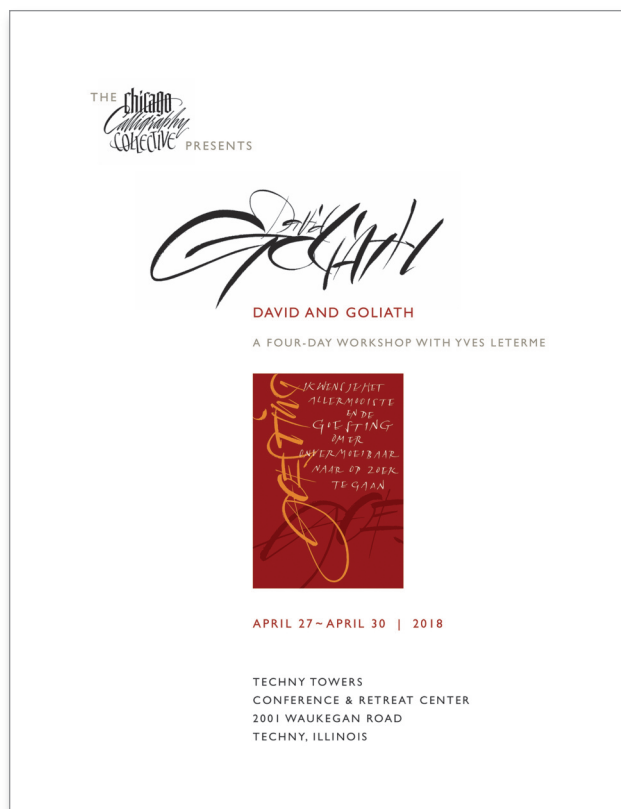 THE chicago
Calligraphy
COLLECTIVE PRESENTS
David
GOLIATH
DAVID AND GOLIATH
A FOUR-DAY WORKSHOP WITH YVES LETERME
GOESTING
IK WENS JE HET
ALLERMOOISTE
EN DE
GOESTING
OM ER
ONVERMOEIBAAR
NAAR OP ZOEK
TE GAAN
APRIL 27~APRIL 30 | 2018
TECHNY TOWERS
CONFERENCE & RETREAT CENTER
2001 WAUKEGAN ROAD
TECHNY, ILLINOIS